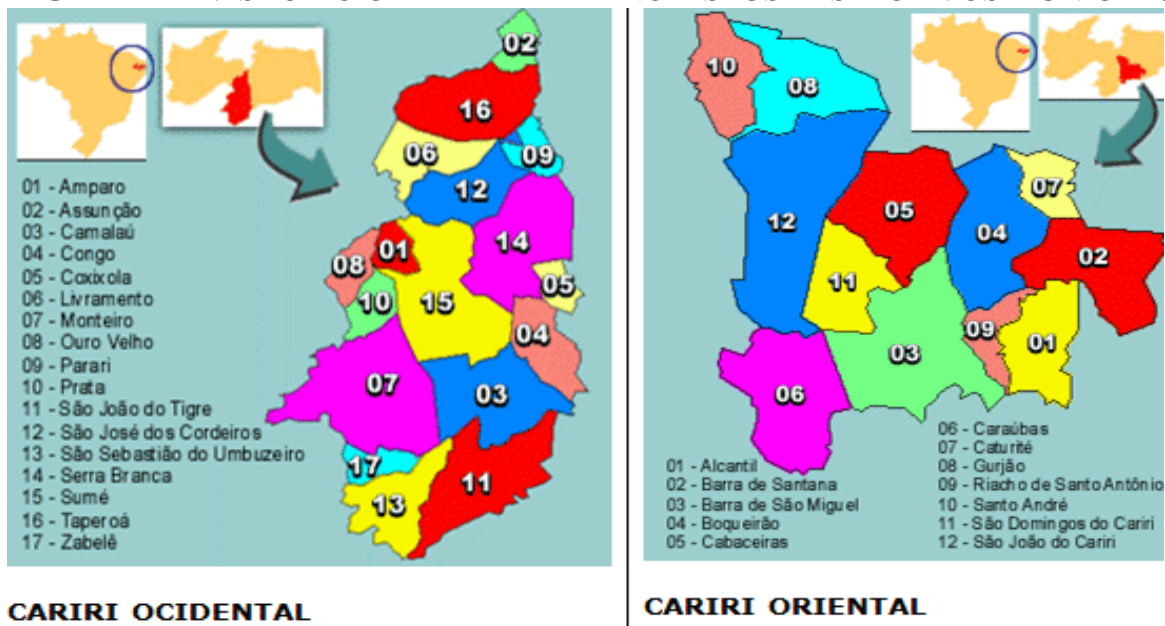 02
16
06
09
12
14
01
08
05
10
15
04
07
03
17
11
13
01 - Amparo
02 - Assunção
03 - Camalaú
04 - Congo
05 - Coxixola
06 - Livramento
07 - Monteiro
08 - Ouro Velho
09 - Parari
10 - Prata
11 - São João do Tigre
12 - São José dos Cordeiros
13 - São Sebastião do Umbuzeiro
14 - Serra Branca
15 - Sumé
16 - Taperoá
17 - Zabelê
CARIRI OCIDENTAL
10
08
07
05
12
04
02
11
09
01
03
06
01 - Alcantil
02 - Barra de Santana
03 - Barra de São Miguel
04 - Boqueirão
05 - Cabaceiras
06 - Caraúbas
07 - Caturité
08 - Gurjão
09 - Riacho de Santo Antônio
10 - Santo André
11 - São Domingos do Cariri
12 - São João do Cariri
CARIRI ORIENTAL